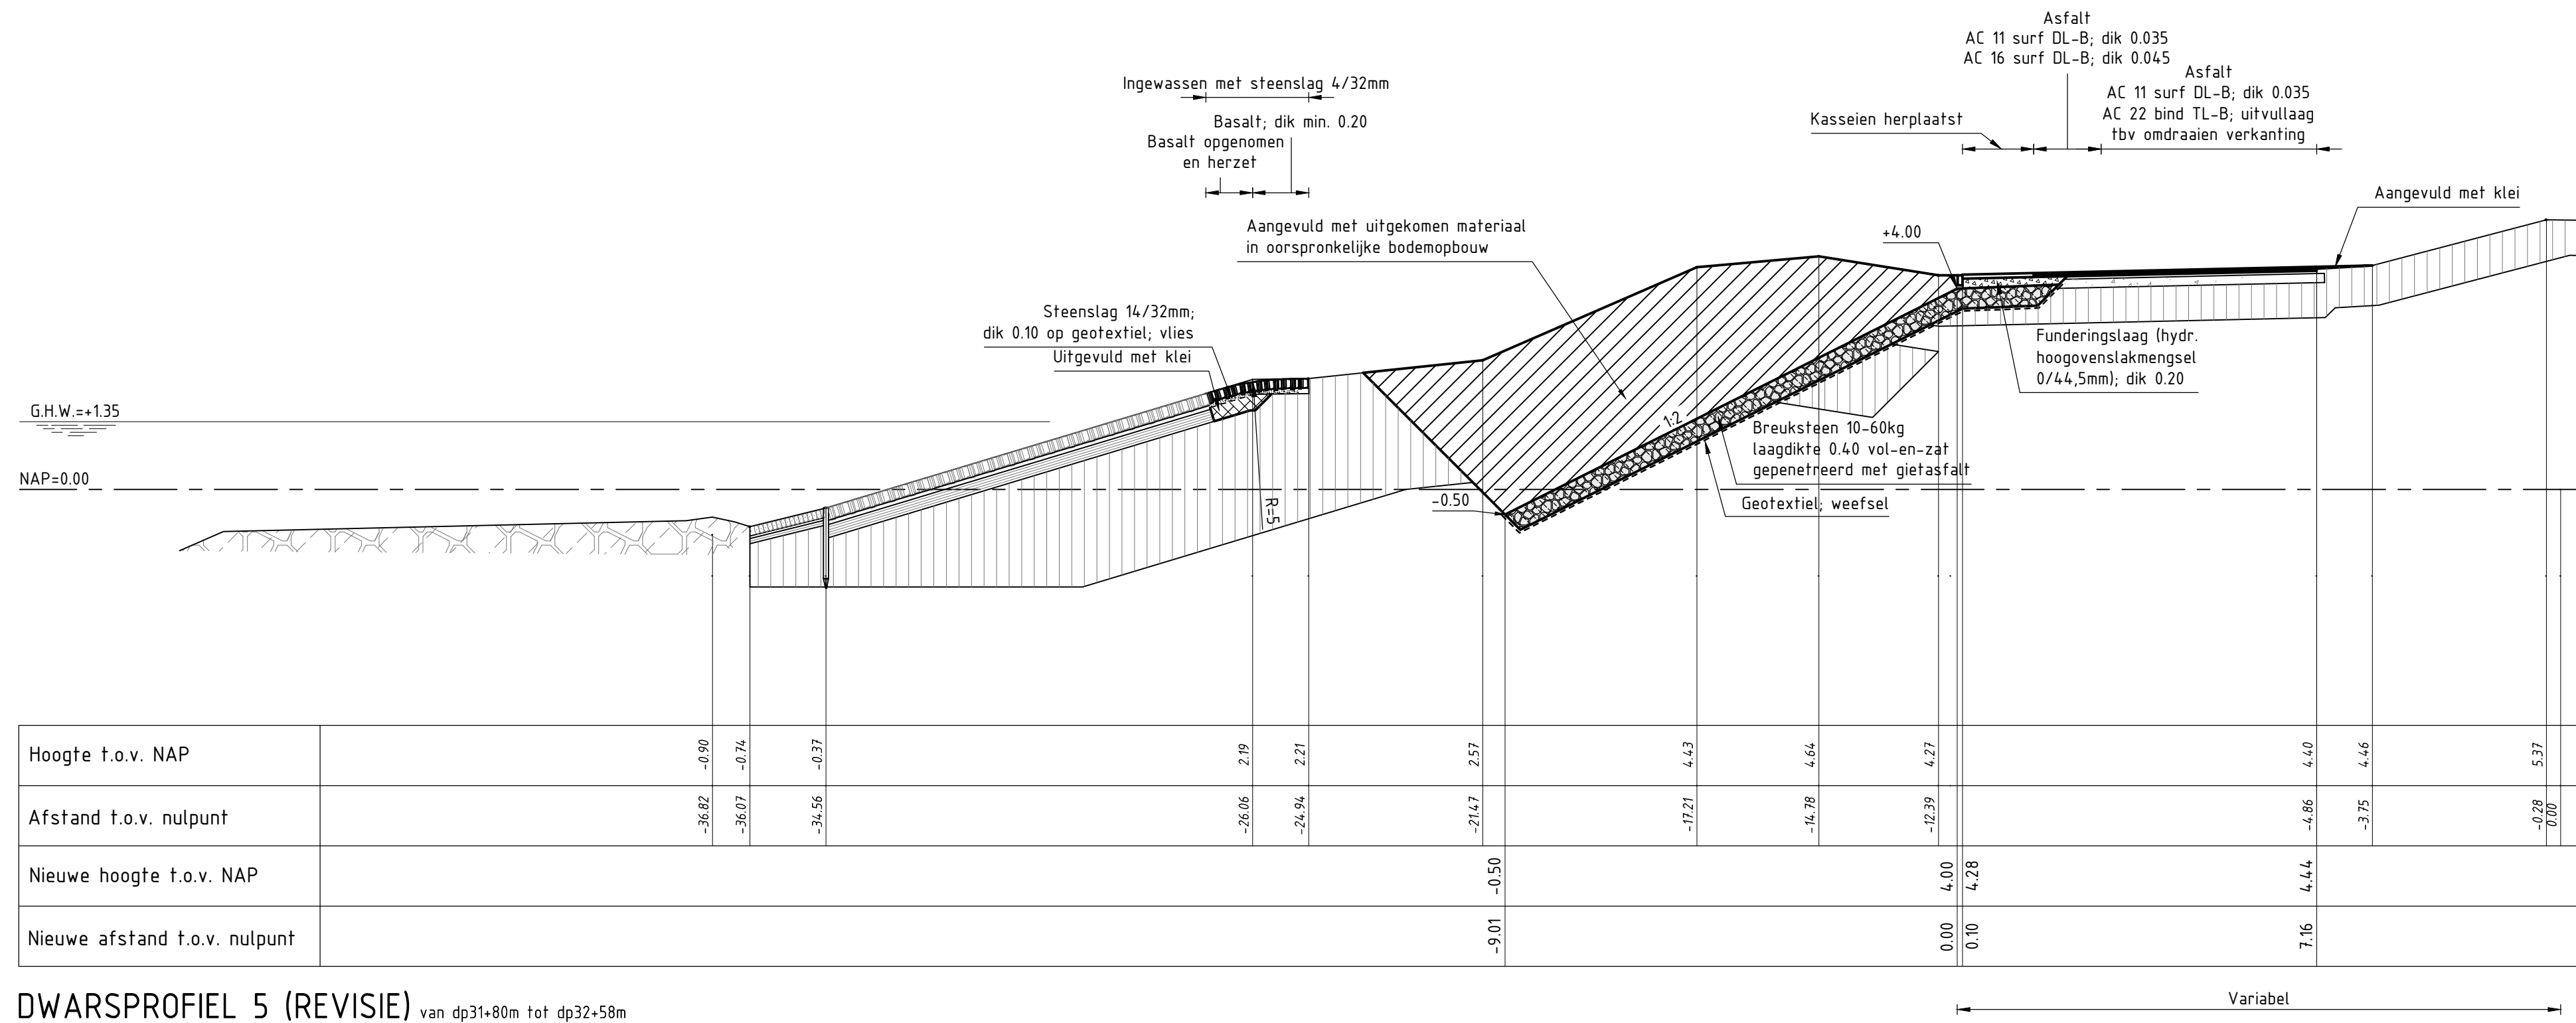 Asfalt
AC 11 surf DL-B; dik 0.035
AC 16 surf DL-B; dik 0.045
Asfalt
AC 11 surf DL-B; dik 0.035
AC 22 bind TL-B; uitvullaag
tbv omdraaien verkanting
Ingewassen met steenslag 4/32mm
Basalt; dik min. 0.20
Basalt opgenomen
en herzet
Kasseien herplaatst
Aangevuld met klei
Aangevuld met uitgekomen materiaal
in oorspronkelijke bodemopbouw
+4.00
Steenslag 14/32mm;
dik 0.10 op geotextiel; vlies
Uitgevuld met klei
Funderingslaag (hydr.
hoogovenslakmengsel
0/44,5mm); dik 0.20
G.H.W.=+1.35
1:2
Breuksteen 10-60kg
laagdikte 0.40 vol-en-zat
gepenetreerd met gietasfalt
NAP=0.00
-0.50
R=5
Geotextiel; weefsel
Hoogte t.o.v. NAP -0.90 -0.74 -0.37 2.19 2.21 2.57 4.43 4.64 4.27 4.40 4.46 5.37
Afstand t.o.v. nulpunt -36.82 -36.07 -34.56 -26.06 -24.94 -21.47 -17.21 -14.78 -12.39 -4.86 -3.75 -0.28 0.00
Nieuwe hoogte t.o.v. NAP -0.50 4.00 4.28 4.44
Nieuwe afstand t.o.v. nulpunt -9.01 0.00 0.10 7.16
DWARSPROFIEL 5 (REVISIE) van dp31+80m tot dp32+58m
Variabel